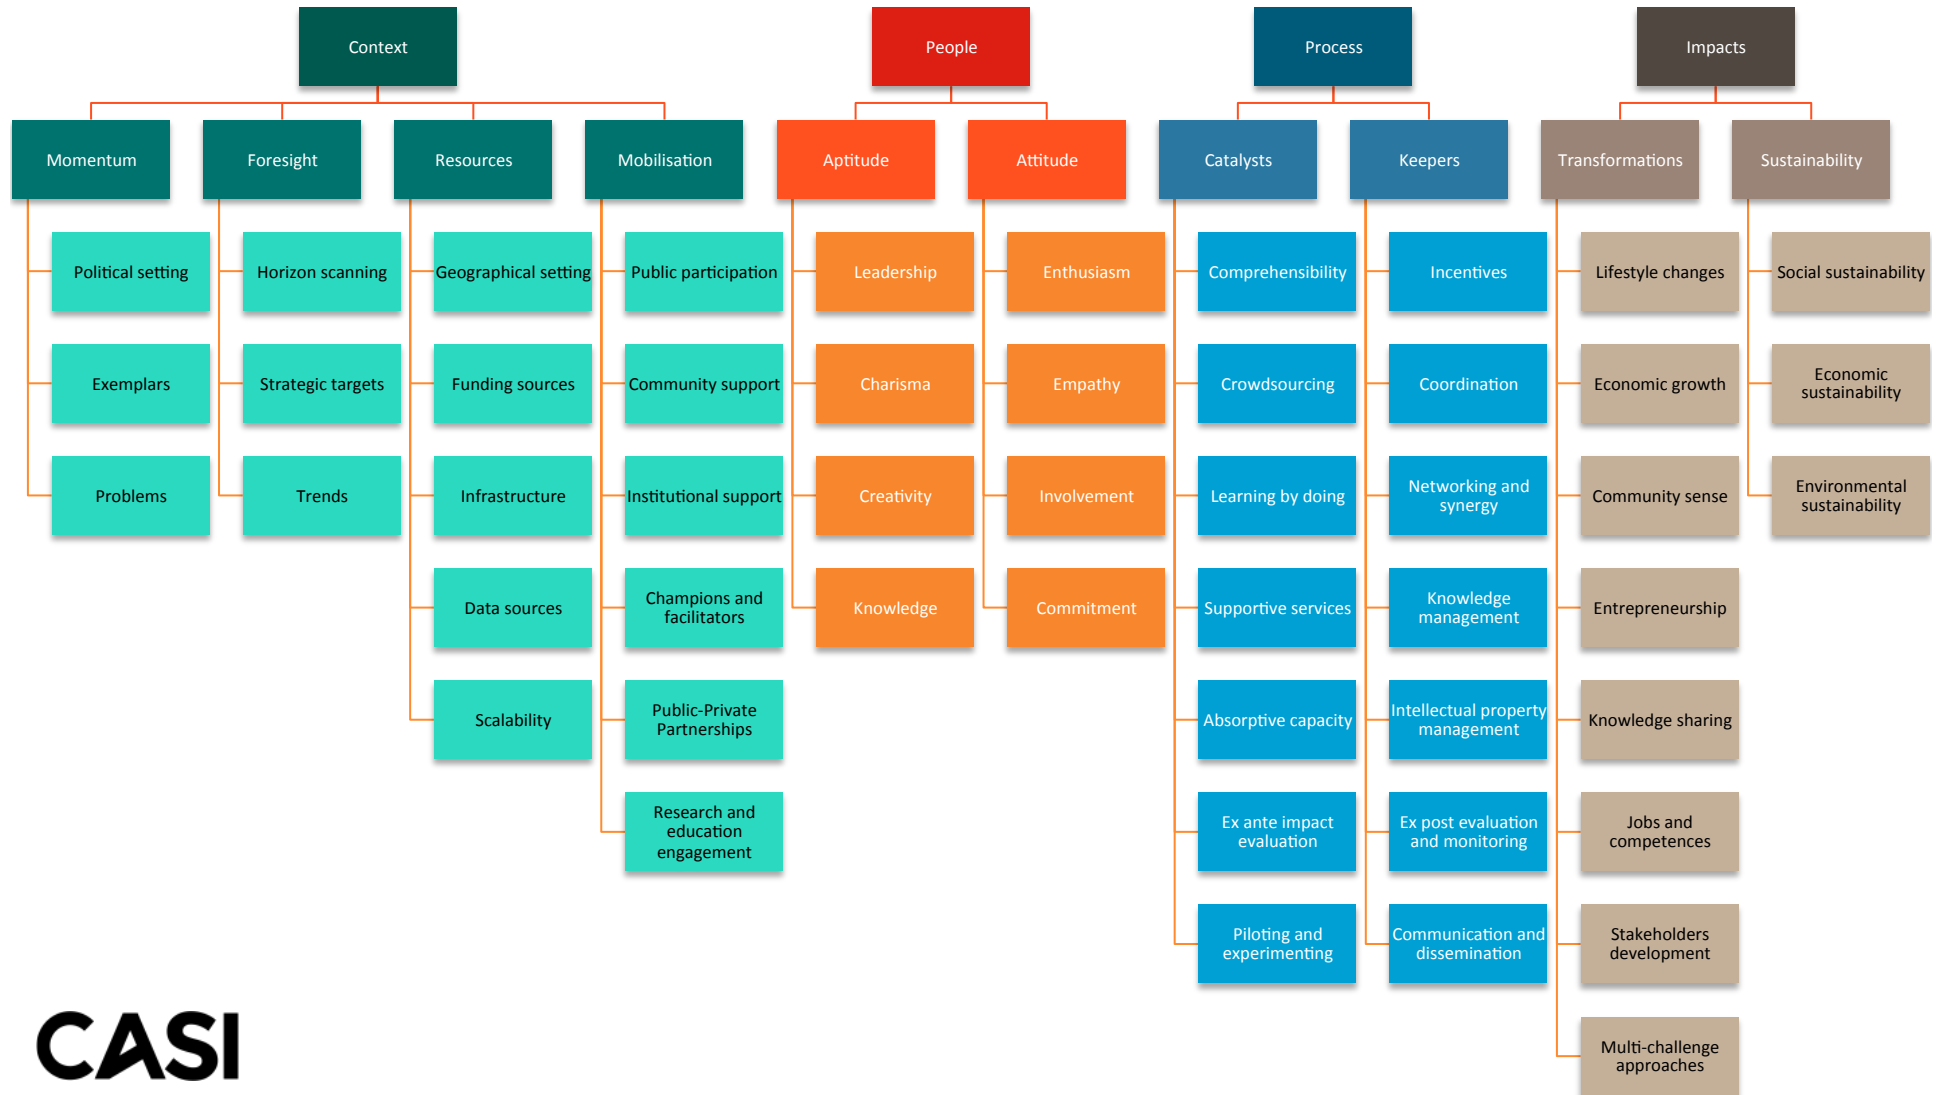 Context
People
Process
Impacts
Momentum
Foresight
Resources
Mobilisation
Aptitude
Attitude
Catalysts
Keepers
Transformations
Sustainability
Political setting
Horizon scanning
Geographical setting
Public participation
Leadership
Enthusiasm
Comprehensibility
Incentives
Lifestyle changes
Social sustainability
Exemplars
Strategic targets
Funding sources
Community support
Charisma
Empathy
Crowdsourcing
Coordination
Economic growth
Economic
sustainability
Problems
Trends
Infrastructure
Institutional support
Creativity
Involvement
Learning by doing
Networking and
synergy
Community sense
Environmental
sustainability
Data sources
Champions and
facilitators
Knowledge
Commitment
Supportive services
Knowledge
management
Entrepreneurship
Scalability
Public-Private
Partnerships
Absorptive capacity
Intellectual property
management
Knowledge sharing
Research and
education
engagement
Ex ante impact
evaluation
Ex post evaluation
and monitoring
Jobs and
competences
Piloting and
experimenting
Communication and
dissemination
Stakeholders
development
Multi-challenge
approaches
CASI